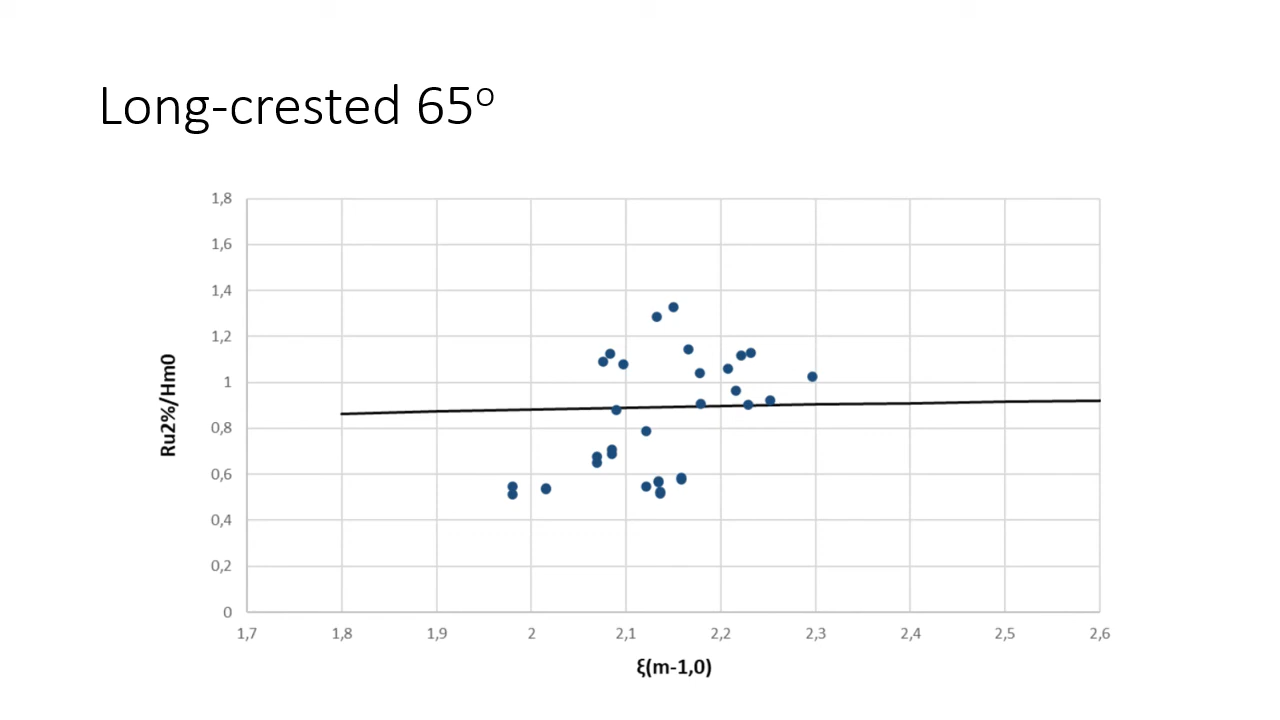 Long-crested 65º
1,8
1,6
1,4
1,2
1
0,8
0,6
0,4
0,2
0
Ru2%/Hm0
1,7 1,8 1,9 2 2,1 2,2 2,3 2,4 2,5 2,6
ξ(m-1,0)